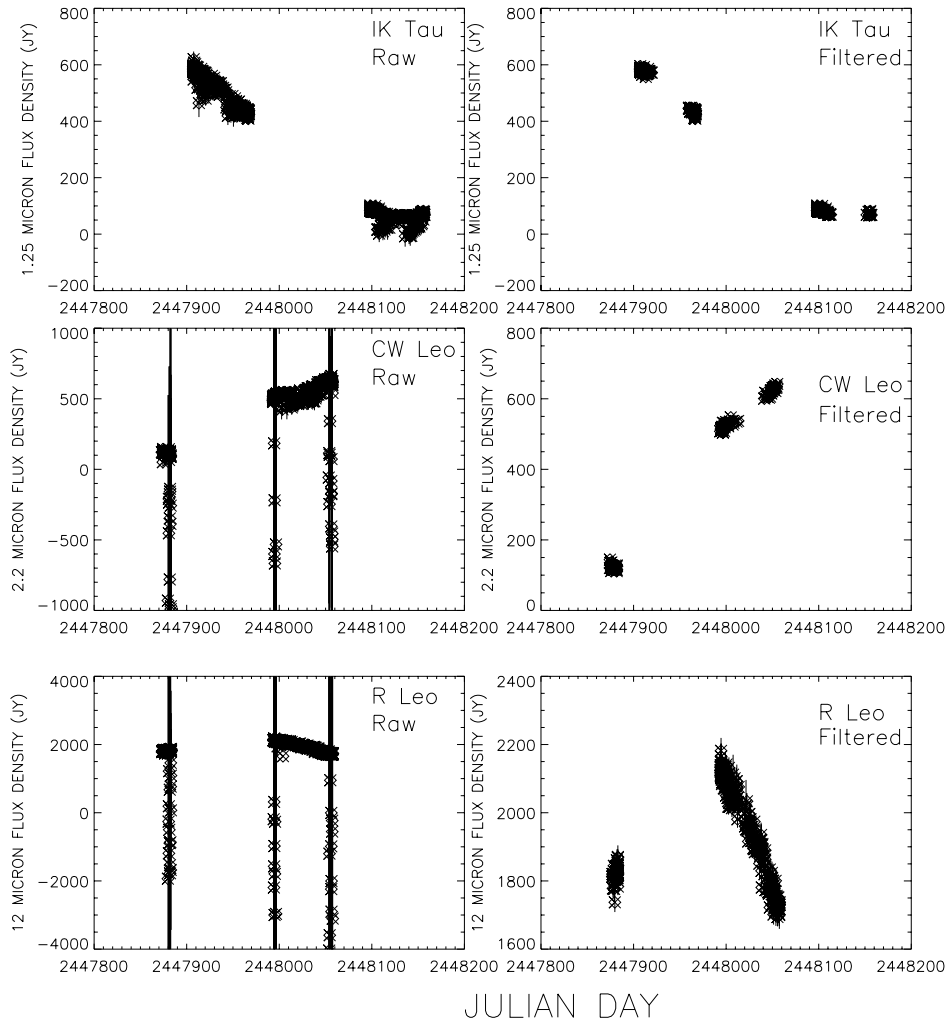 IK Tau
Raw
1.25 MICRON FLUX DENSITY (JY)
800
600
400
200
0
−200
2447800 2447900 2448000 2448100 2448200
IK Tau
Filtered
1.25 MICRON FLUX DENSITY (JY)
800
600
400
200
0
−200
2447800 2447900 2448000 2448100 2448200
CW Leo
Raw
2.2 MICRON FLUX DENSITY (JY)
1000
500
0
−500
−1000
2447800 2447900 2448000 2448100 2448200
CW Leo
Filtered
2.2 MICRON FLUX DENSITY (JY)
800
600
400
200
0
2447800 2447900 2448000 2448100 2448200
R Leo
Raw
12 MICRON FLUX DENSITY (JY)
4000
2000
0
−2000
−4000
2447800 2447900 2448000 2448100 2448200
R Leo
Filtered
12 MICRON FLUX DENSITY (JY)
2400
2200
2000
1800
1600
2447800 2447900 2448000 2448100 2448200
JULIAN DAY